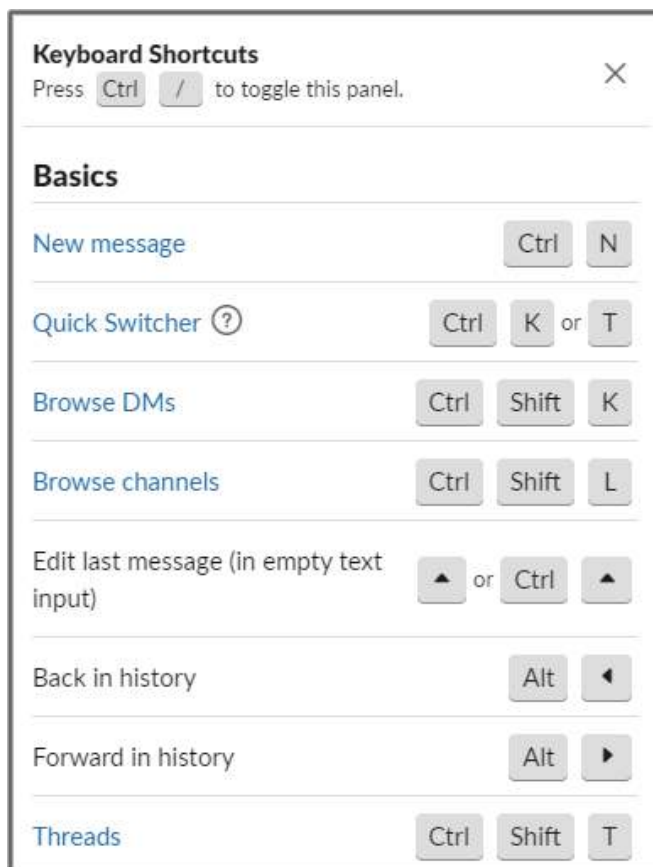 Keyboard Shortcuts
Press Ctrl / to toggle this panel.
Basics
New message Ctrl N
Quick Switcher ? Ctrl K or T
Browse DMs Ctrl Shift K
Browse channels Ctrl Shift L
Edit last message (in empty text
input) ▲ or Ctrl ▲
Back in history Alt ◀
Forward in history Alt ▶
Threads Ctrl Shift T